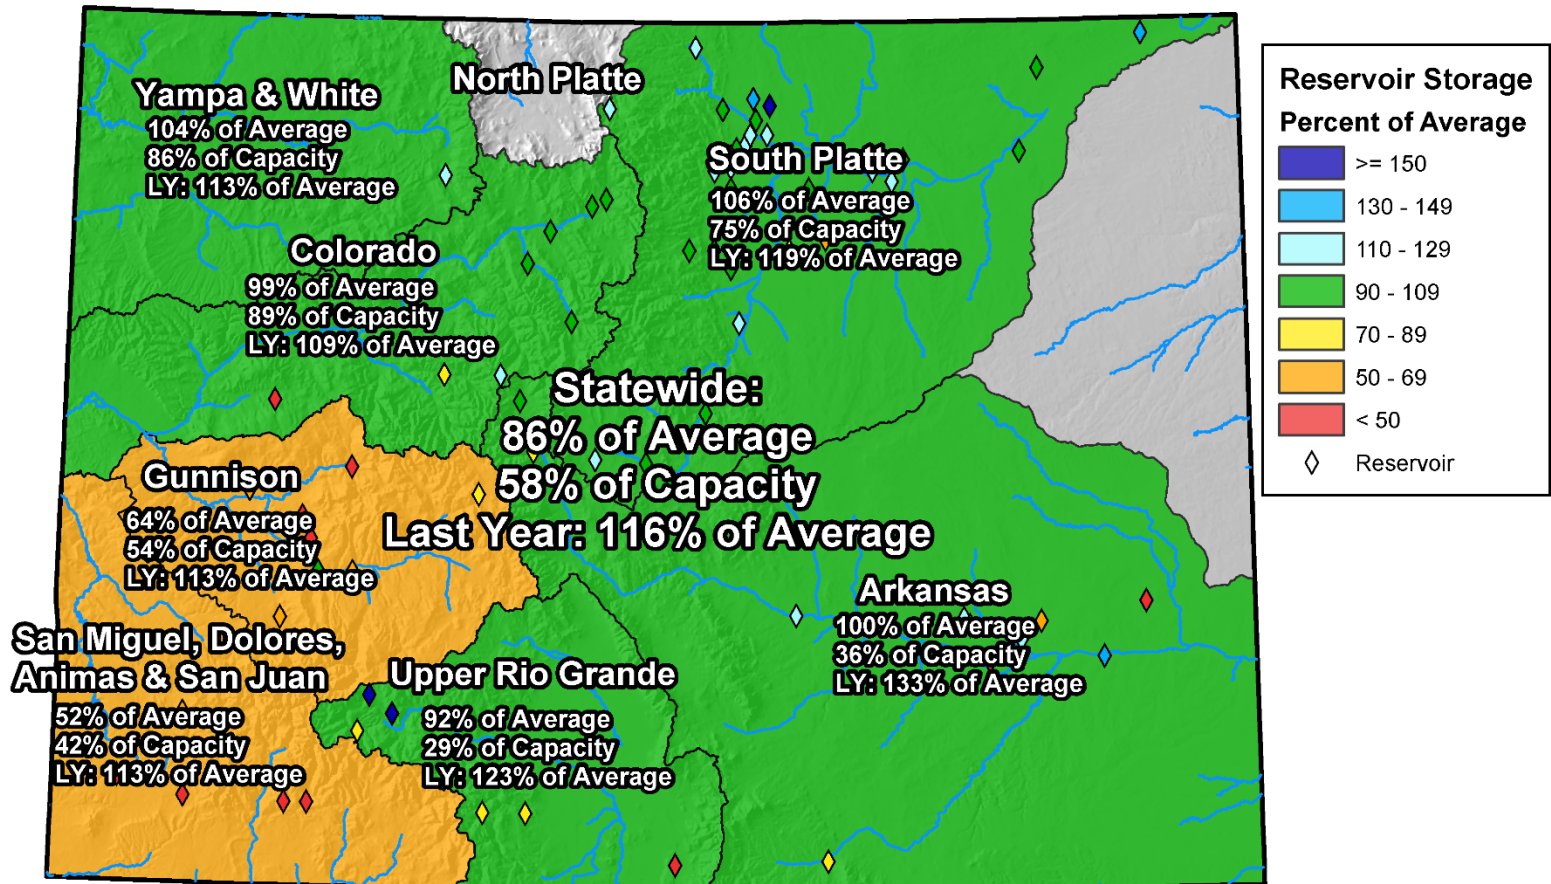 North Platte
Yampa & White
104% of Average
86% of Capacity
LY: 113% of Average
South Platte
106% of Average
75% of Capacity
LY: 119% of Average
Colorado
99% of Average
89% of Capacity
LY: 109% of Average
Statewide:
86% of Average
58% of Capacity
Last Year: 116% of Average
Gunnison
64% of Average
54% of Capacity
LY: 113% of Average
Arkansas
100% of Average
36% of Capacity
LY: 133% of Average
San Miguel, Dolores,
Animas & San Juan
52% of Average
42% of Capacity
LY: 113% of Average
Upper Rio Grande
92% of Average
29% of Capacity
LY: 123% of Average
Reservoir Storage
Percent of Average
>= 150
130 - 149
110 - 129
90 - 109
70 - 89
50 - 69
< 50
Reservoir